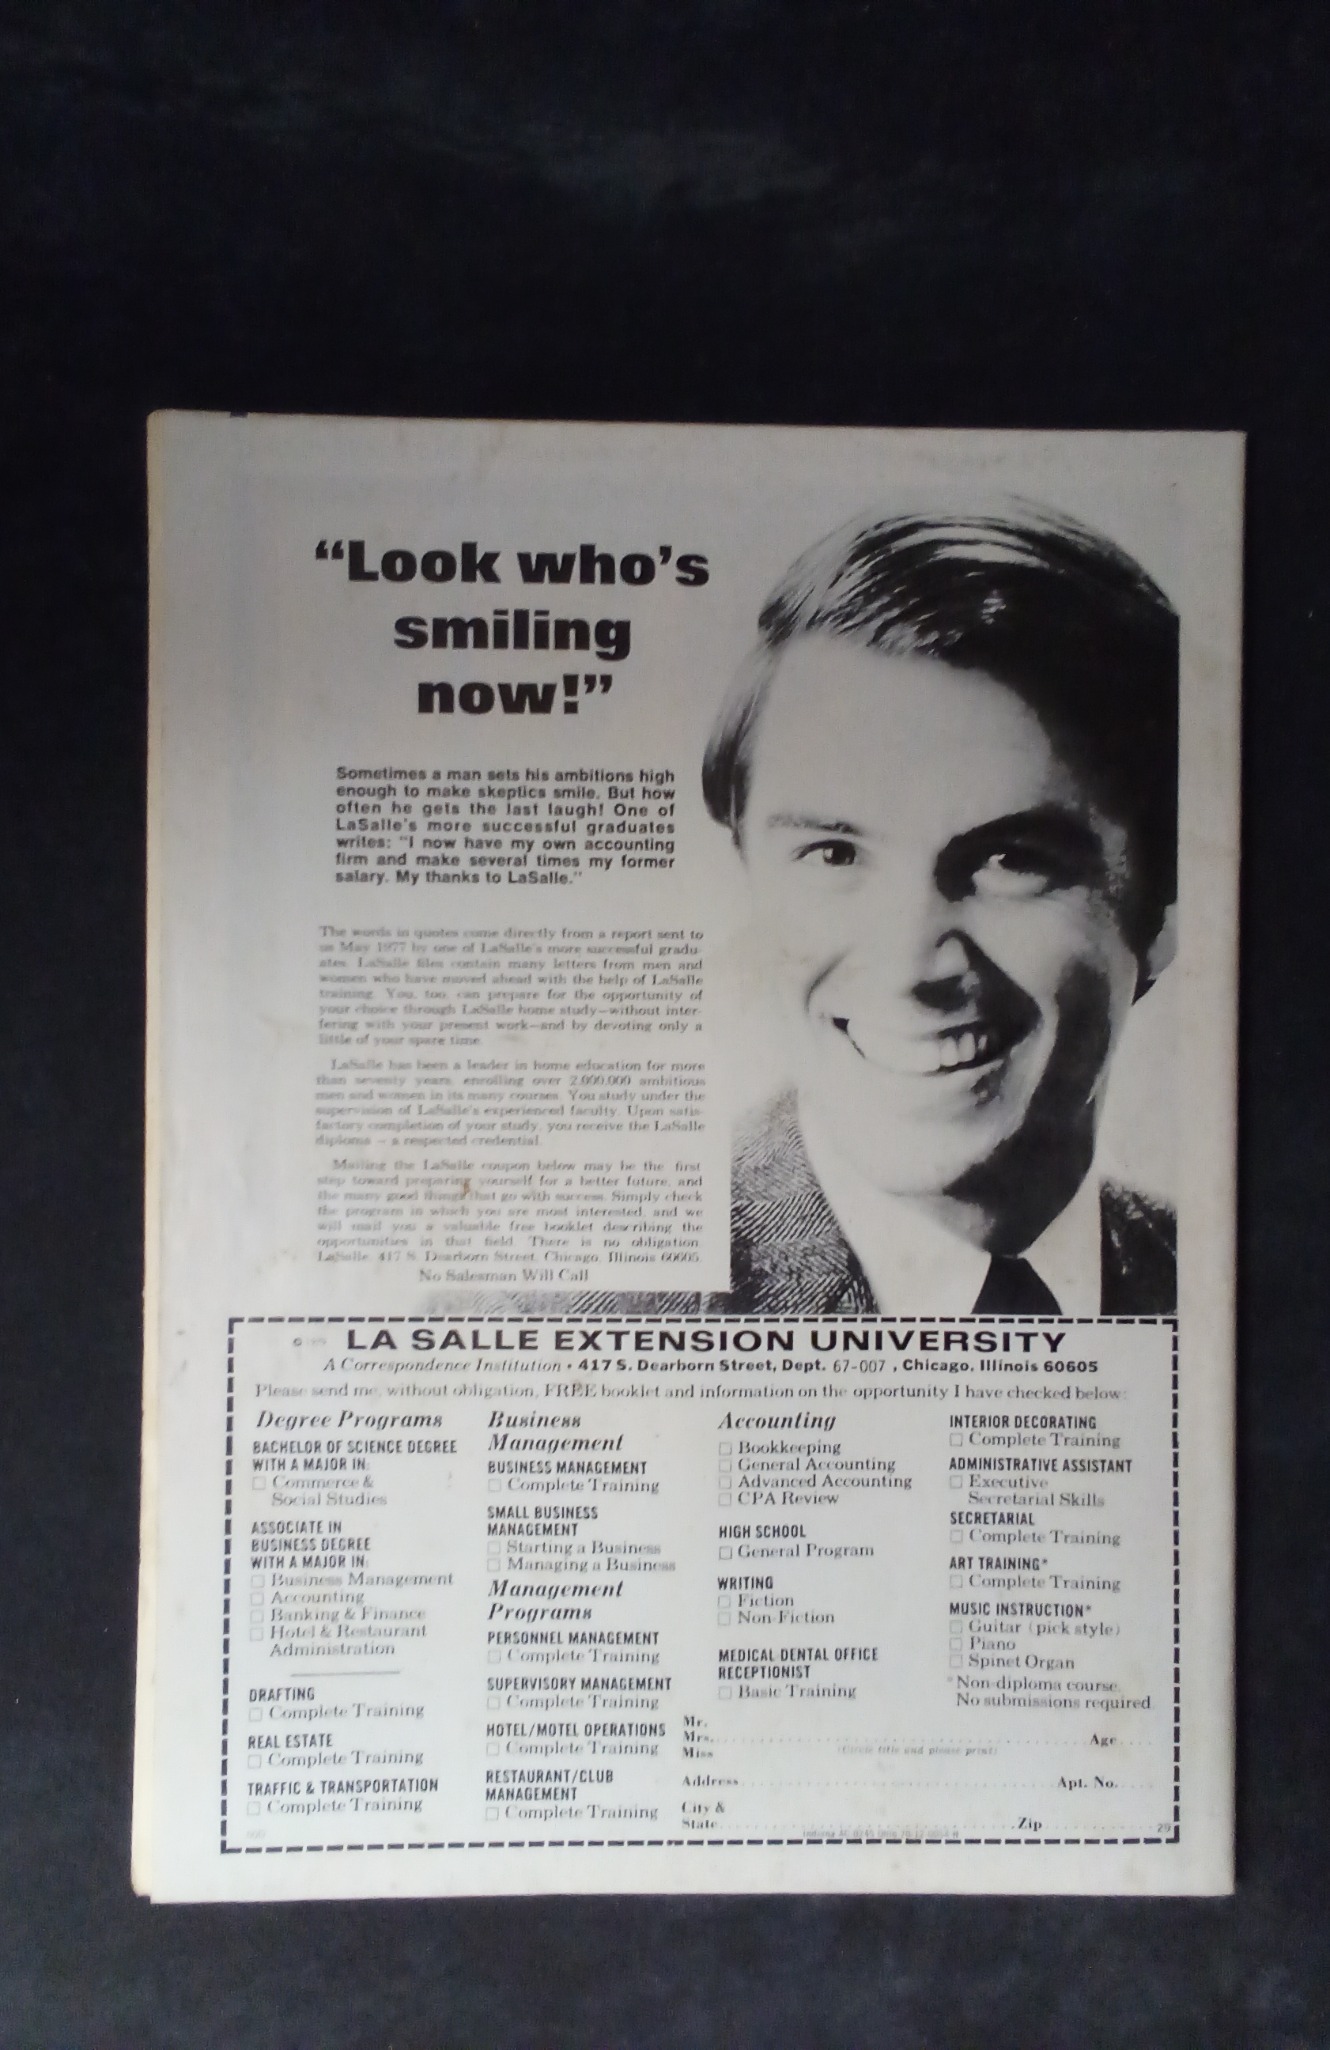 “Look who's
smiling
now!”
Sometimes a man sets his ambitions high
enough to make skeptics smile. But how
often he gets the last laugh! One of
LaSalle's more successful graduates
writes: "I now have my own accounting
firm and make several times my former
salary. My thanks to LaSalle."
The words in quotes come directly from a report sent to
us May 1977 by one of LaSalle's more successful gradu-
ates. LaSalle files contain many letters from men and
women who have moved ahead with the help of LaSalle
training. You, too, can prepare for the opportunity of
your choice through LaSalle home study—without inter-
fering with your present work—and by devoting only a
little of your spare time.
LaSalle has been a leader in home education for more
than seventy years, enrolling over 2,000,000 ambitious
men and women in its many courses. You study under the
supervision of LaSalle's experienced faculty. Upon satis-
factory completion of your study, you receive the LaSalle
diploma – a respected credential.
Mailing the LaSalle coupon below may be the first
step toward preparing yourself for a better future, and
the many good things that go with success. Simply check
the program in which you are most interested, and we
will mail you a valuable free booklet describing the
opportunities in that field. There is no obligation.
LaSalle, 417 S. Dearborn Street, Chicago, Illinois 60605.
No Salesman Will Call
LA SALLE EXTENSION UNIVERSITY
A Correspondence Institution • 417 S. Dearborn Street, Dept. 67-007 , Chicago, Illinois 60605
Please send me, without obligation, FREE booklet and information on the opportunity I have checked below:
Degree Programs
BACHELOR OF SCIENCE DEGREE
WITH A MAJOR IN:
Commerce &
Social Studies
ASSOCIATE IN
BUSINESS DEGREE
WITH A MAJOR IN:
Business Management
Accounting
Banking & Finance
Hotel & Restaurant
Administration
DRAFTING
Complete Training
REAL ESTATE
Complete Training
TRAFFIC & TRANSPORTATION
Complete Training
Business
Management
BUSINESS MANAGEMENT
Complete Training
SMALL BUSINESS
MANAGEMENT
Starting a Business
Managing a Business
Management
Programs
PERSONNEL MANAGEMENT
Complete Training
SUPERVISORY MANAGEMENT
Complete Training
HOTEL/MOTEL OPERATIONS
Complete Training
RESTAURANT/CLUB
MANAGEMENT
Complete Training
Accounting
Bookkeeping
General Accounting
Advanced Accounting
CPA Review
HIGH SCHOOL
General Program
WRITING
Fiction
Non-Fiction
MEDICAL-DENTAL OFFICE
RECEPTIONIST
Basic Training
INTERIOR DECORATING
Complete Training
ADMINISTRATIVE ASSISTANT
Executive
Secretarial Skills
SECRETARIAL
Complete Training
ART TRAINING*
Complete Training
MUSIC INSTRUCTION*
Guitar (pick style)
Piano
Spinet Organ
*Non-diploma course.
No submissions required.
Mr.
Mrs.
Miss
(Circle title and please print)
Age
Address
Apt. No.
City &
State
Zip
29